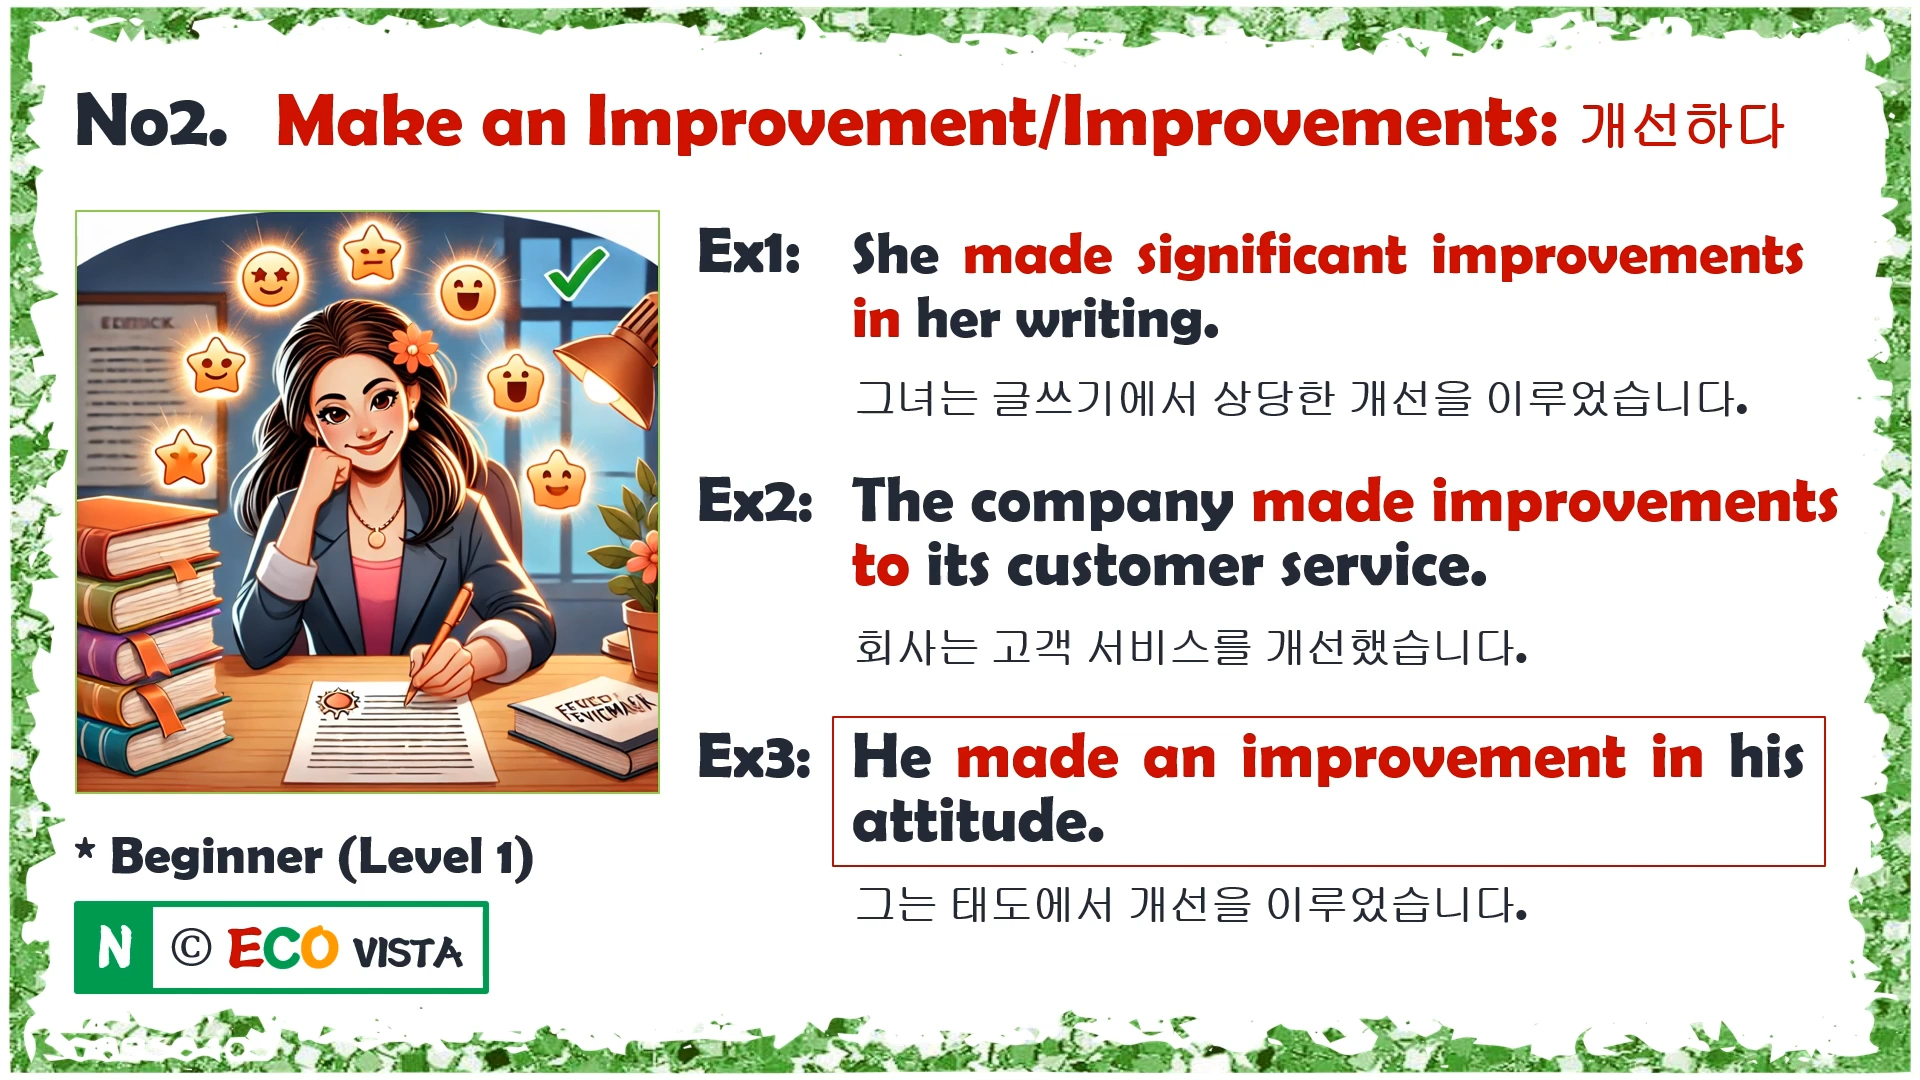 No2. Make an Improvement/Improvements: 개선하다
Ex1: She made significant improvements
in her writing.
그녀는 글쓰기에서 상당한 개선을 이루었습니다.
Ex2: The company made improvements
to its customer service.
회사는 고객 서비스를 개선했습니다.
Ex3: He made an improvement in his
attitude.
그는 태도에서 개선을 이루었습니다.
* Beginner (Level 1)
N © ECO VISTA